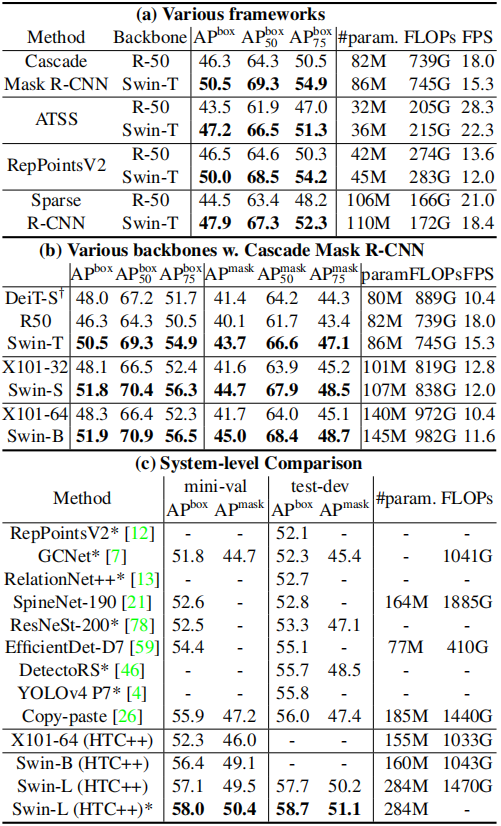 (a) Various frameworks
Method Backbone AP^box AP^box_50 AP^box_75 #param. FLOPs FPS
Cascade R-50 46.3 64.3 50.5 82M 739G 18.0
Mask R-CNN Swin-T 50.5 69.3 54.9 86M 745G 15.3
ATSS R-50 43.5 61.9 47.0 32M 205G 28.3
Swin-T 47.2 66.5 51.3 36M 215G 22.3
RepPointsV2 R-50 46.5 64.6 50.3 42M 274G 13.6
Swin-T 50.0 68.5 54.2 45M 283G 12.0
Sparse R-50 44.5 63.4 48.2 106M 166G 21.0
R-CNN Swin-T 47.9 67.3 52.3 110M 172G 18.4
(b) Various backbones w. Cascade Mask R-CNN
AP^box AP^box_50 AP^box_75 AP^mask AP^mask_50 AP^mask_75 param FLOPs FPS
DeiT-S† 48.0 67.2 51.7 41.4 64.2 44.3 80M 889G 10.4
R50 46.3 64.3 50.5 40.1 61.7 43.4 82M 739G 18.0
Swin-T 50.5 69.3 54.9 43.7 66.6 47.1 86M 745G 15.3
X101-32 48.1 66.5 52.4 41.6 63.9 45.2 101M 819G 12.8
Swin-S 51.8 70.4 56.3 44.7 67.9 48.5 107M 838G 12.0
X101-64 48.3 66.4 52.3 41.7 64.0 45.1 140M 972G 10.4
Swin-B 51.9 70.9 56.5 45.0 68.4 48.7 145M 982G 11.6
(c) System-level Comparison
Method mini-val test-dev #param. FLOPs
AP^box AP^mask AP^box AP^mask
RepPointsV2* [12] - - 52.1 - - -
GCNet* [7] 51.8 44.7 52.3 45.4 - 1041G
RelationNet++* [13] - - 52.7 - - -
SpineNet-190 [21] 52.6 - 52.8 - 164M 1885G
ResNeSt-200* [78] 52.5 - 53.3 47.1 - -
EfficientDet-D7 [59] 54.4 - 55.1 - 77M 410G
DetectoRS* [46] - - 55.7 48.5 - -
YOLOv4 P7* [4] - - 55.8 - - -
Copy-paste [26] 55.9 47.2 56.0 47.4 185M 1440G
X101-64 (HTC++) 52.3 46.0 - - 155M 1033G
Swin-B (HTC++) 56.4 49.1 - - 160M 1043G
Swin-L (HTC++) 57.1 49.5 57.7 50.2 284M 1470G
Swin-L (HTC++)* 58.0 50.4 58.7 51.1 284M -